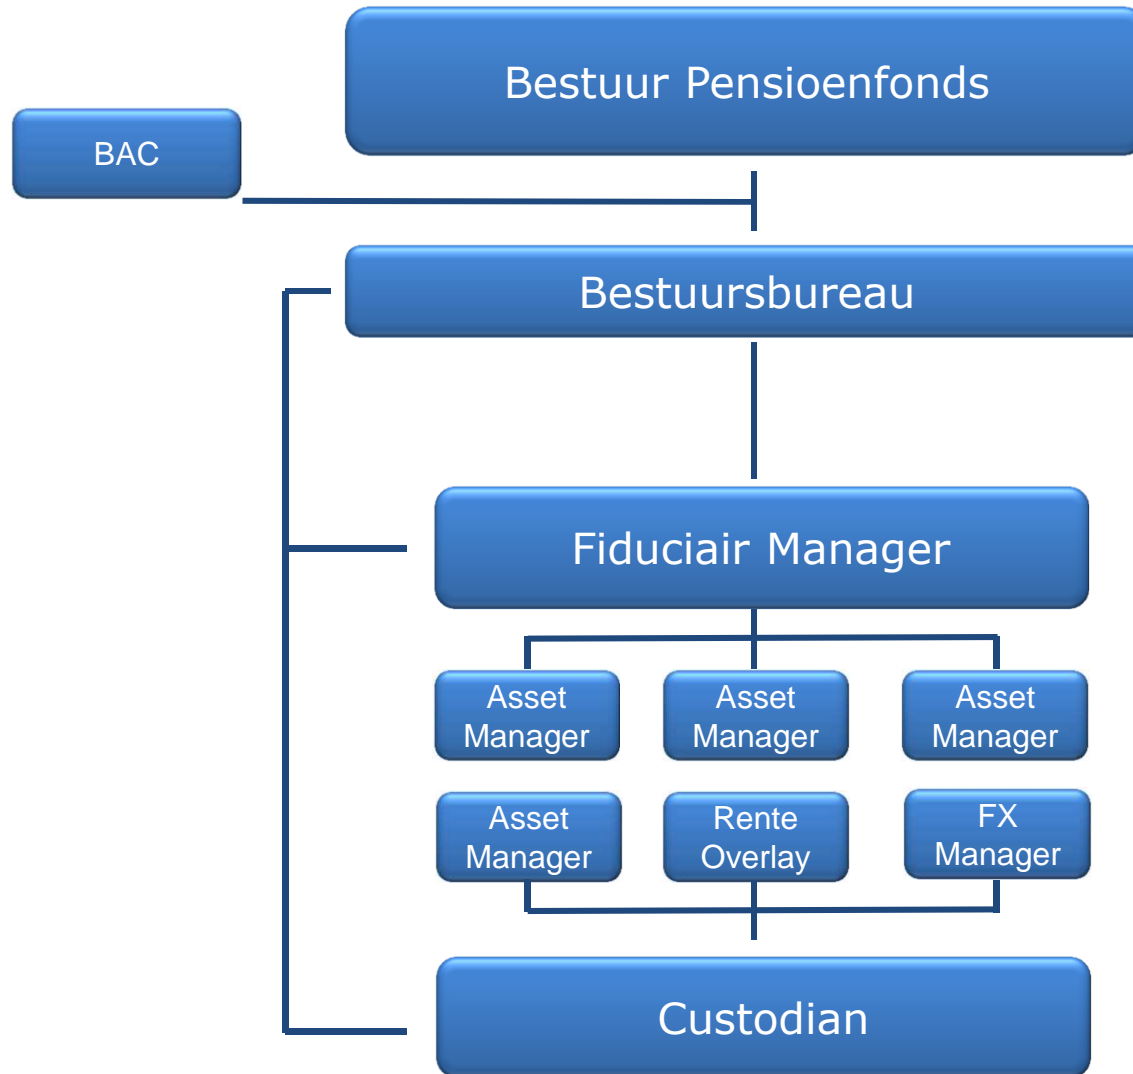 Bestuur Pensioenfonds
BAC
Bestuursbureau
Fiduciair Manager
Asset
Manager
Asset
Manager
Asset
Manager
Asset
Manager
Rente
Overlay
FX
Manager
Custodian